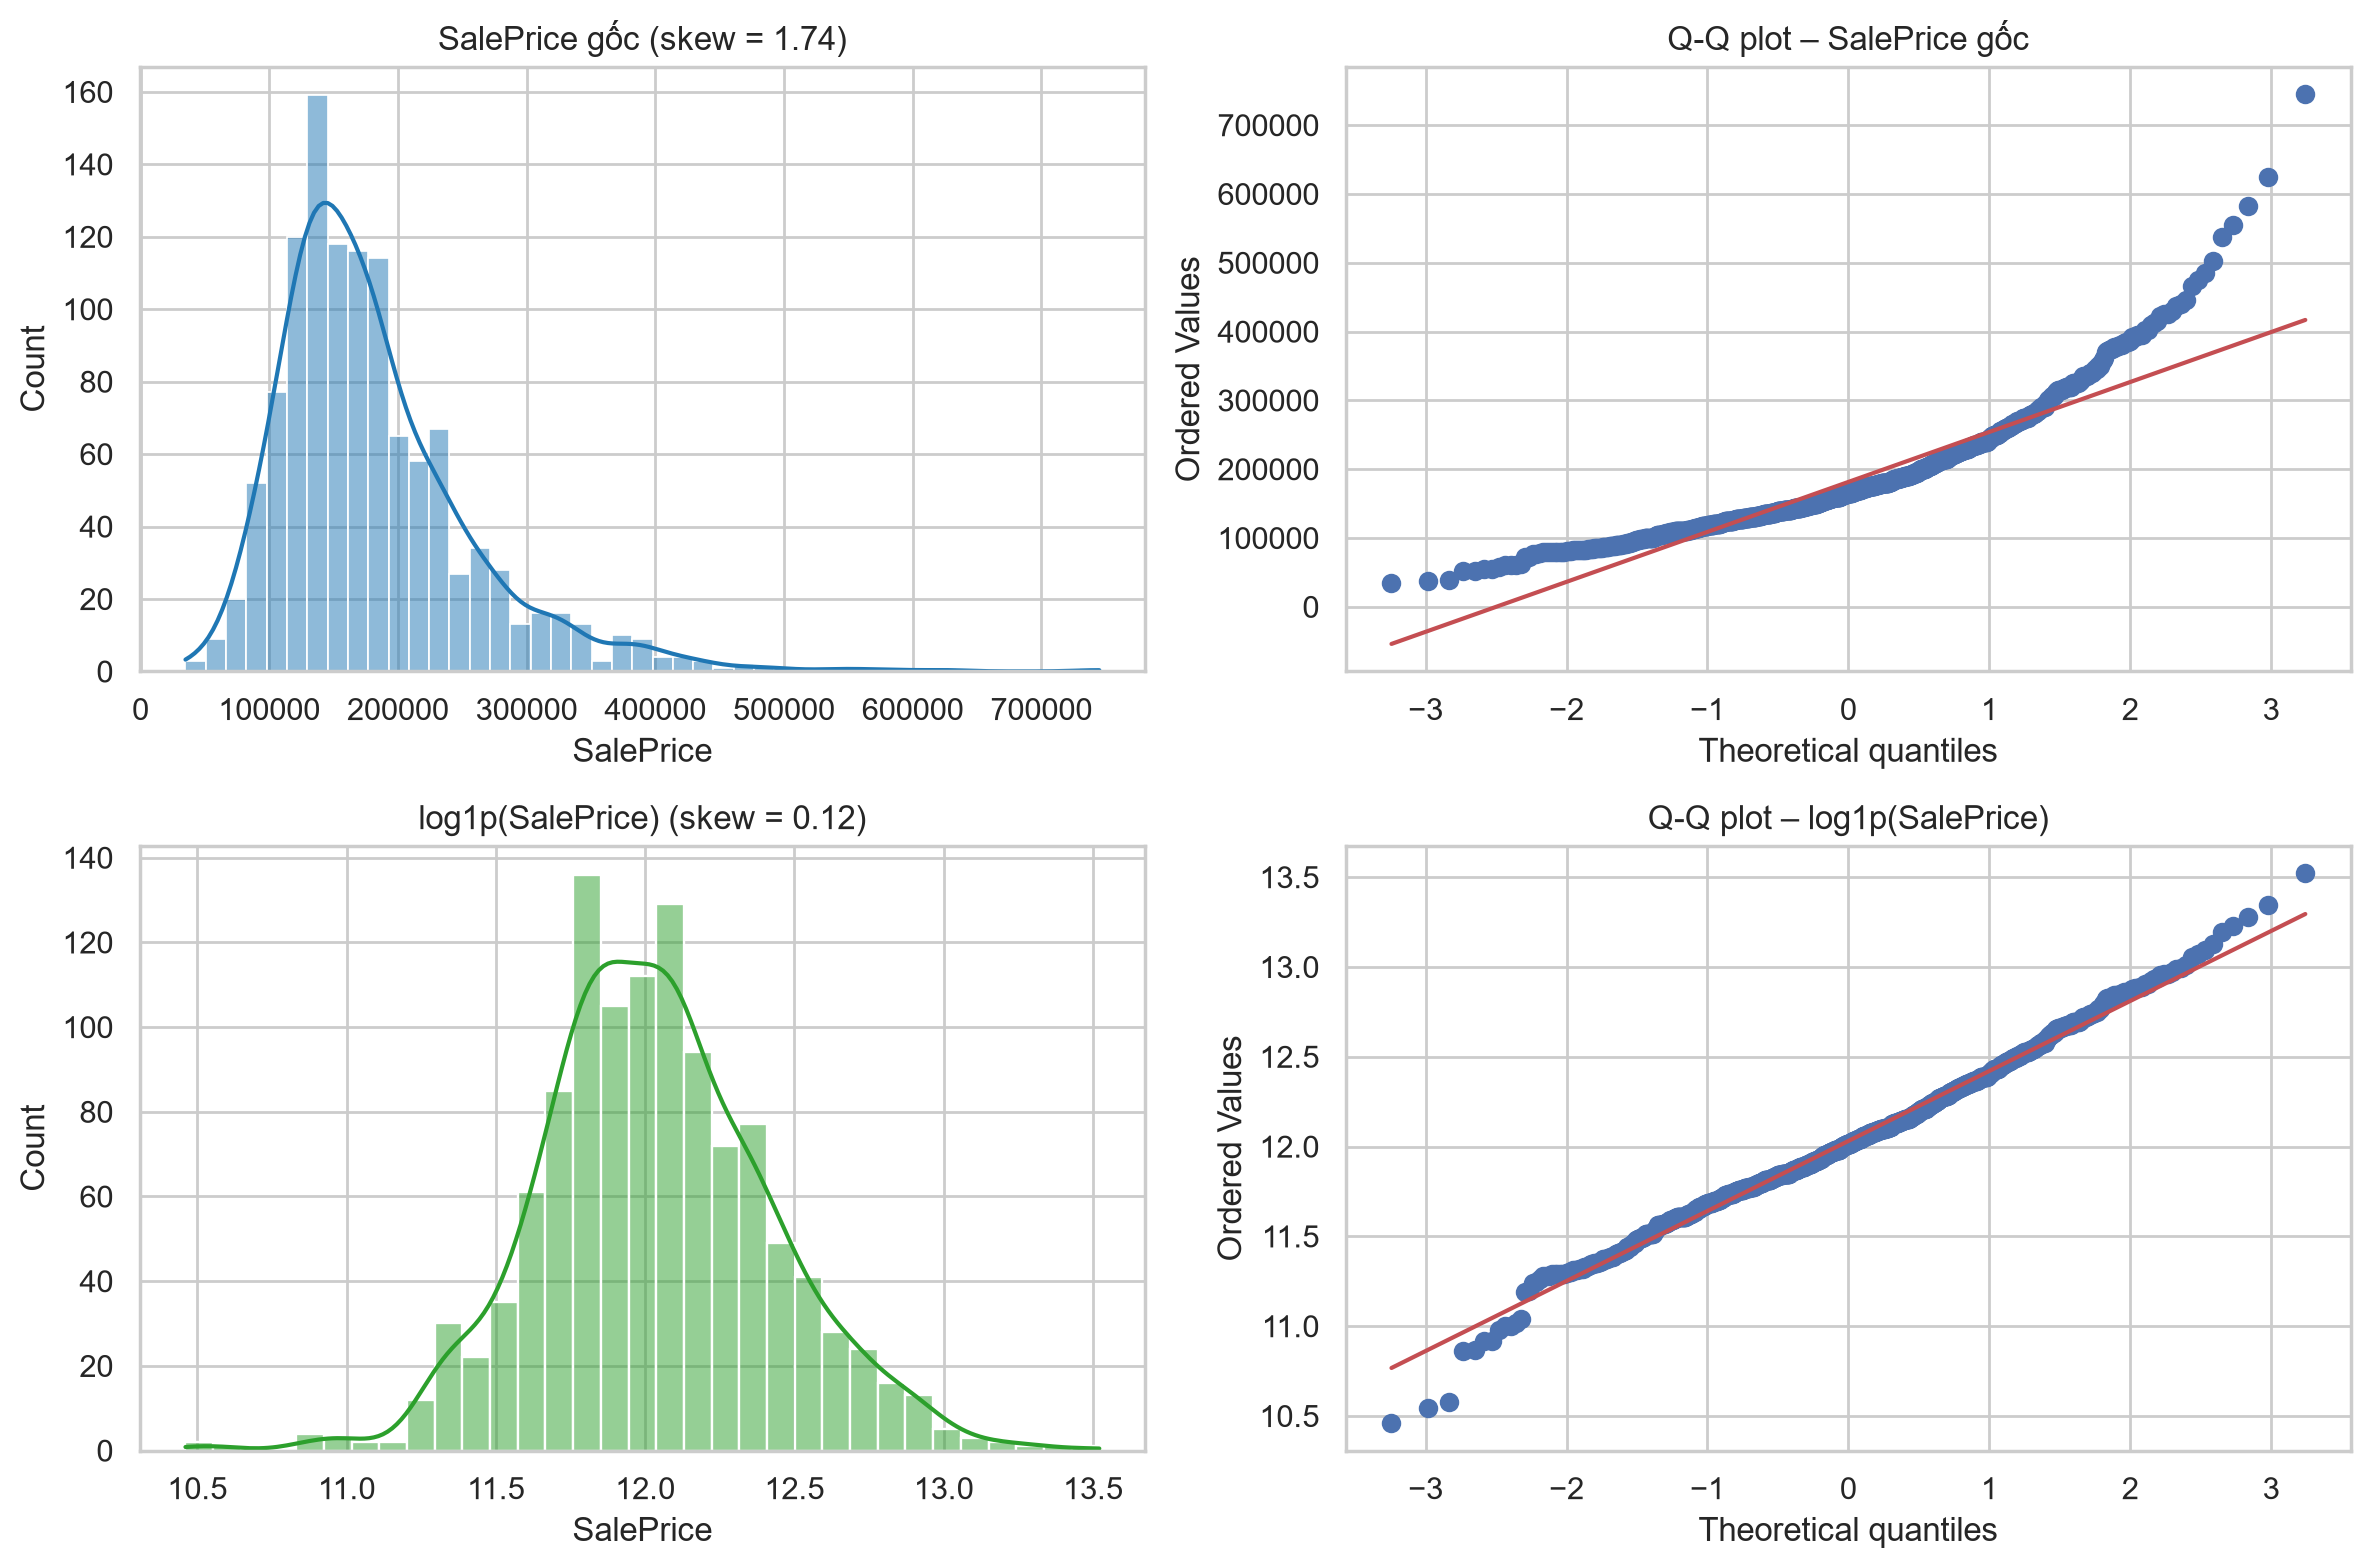 SalePrice gốc (skew = 1.74)
160
140
120
100
80
60
40
20
0
Count
0 100000 200000 300000 400000 500000 600000 700000
SalePrice
Q-Q plot – SalePrice gốc
700000
600000
500000
400000
300000
200000
100000
0
Ordered Values
−3 −2 −1 0 1 2 3
Theoretical quantiles
log1p(SalePrice) (skew = 0.12)
140
120
100
80
60
40
20
0
Count
10.5 11.0 11.5 12.0 12.5 13.0 13.5
SalePrice
Q-Q plot – log1p(SalePrice)
13.5
13.0
12.5
12.0
11.5
11.0
10.5
Ordered Values
−3 −2 −1 0 1 2 3
Theoretical quantiles